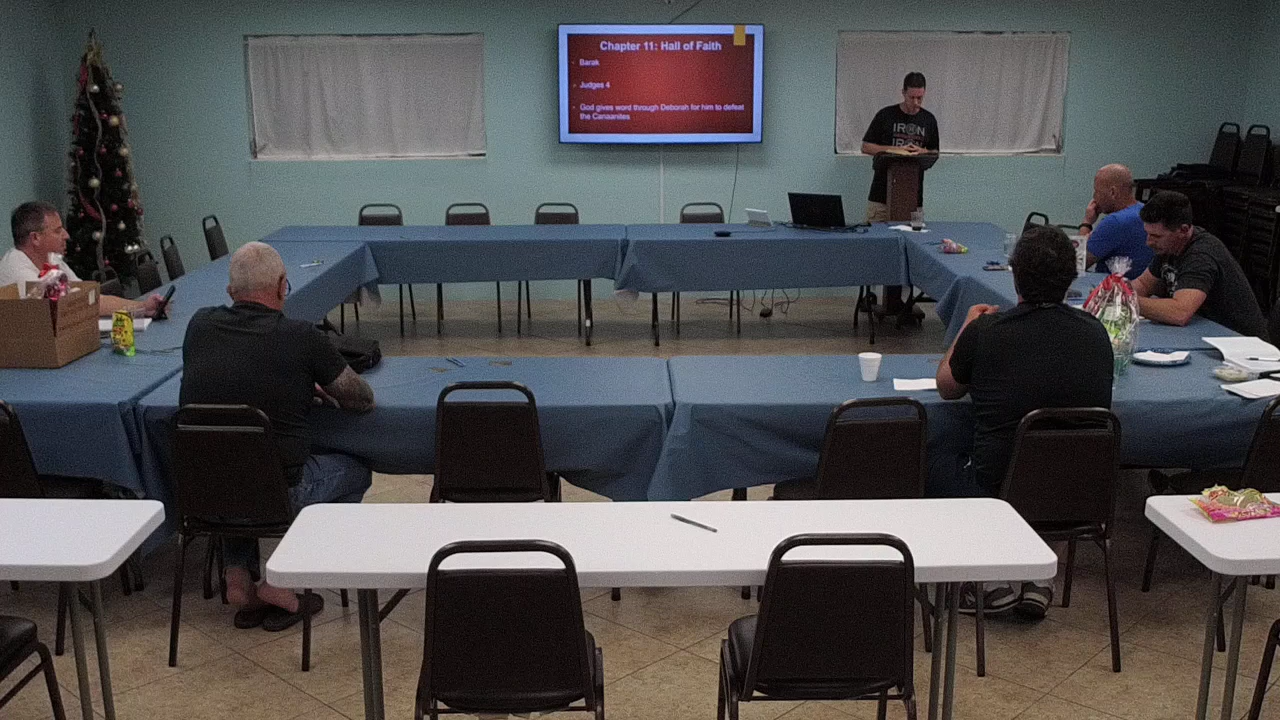 Chapter 11: Hall of Faith
Barak
Judges 4
God gives word through Deborah for him to defeat
the Canaanites
IRON
IRON